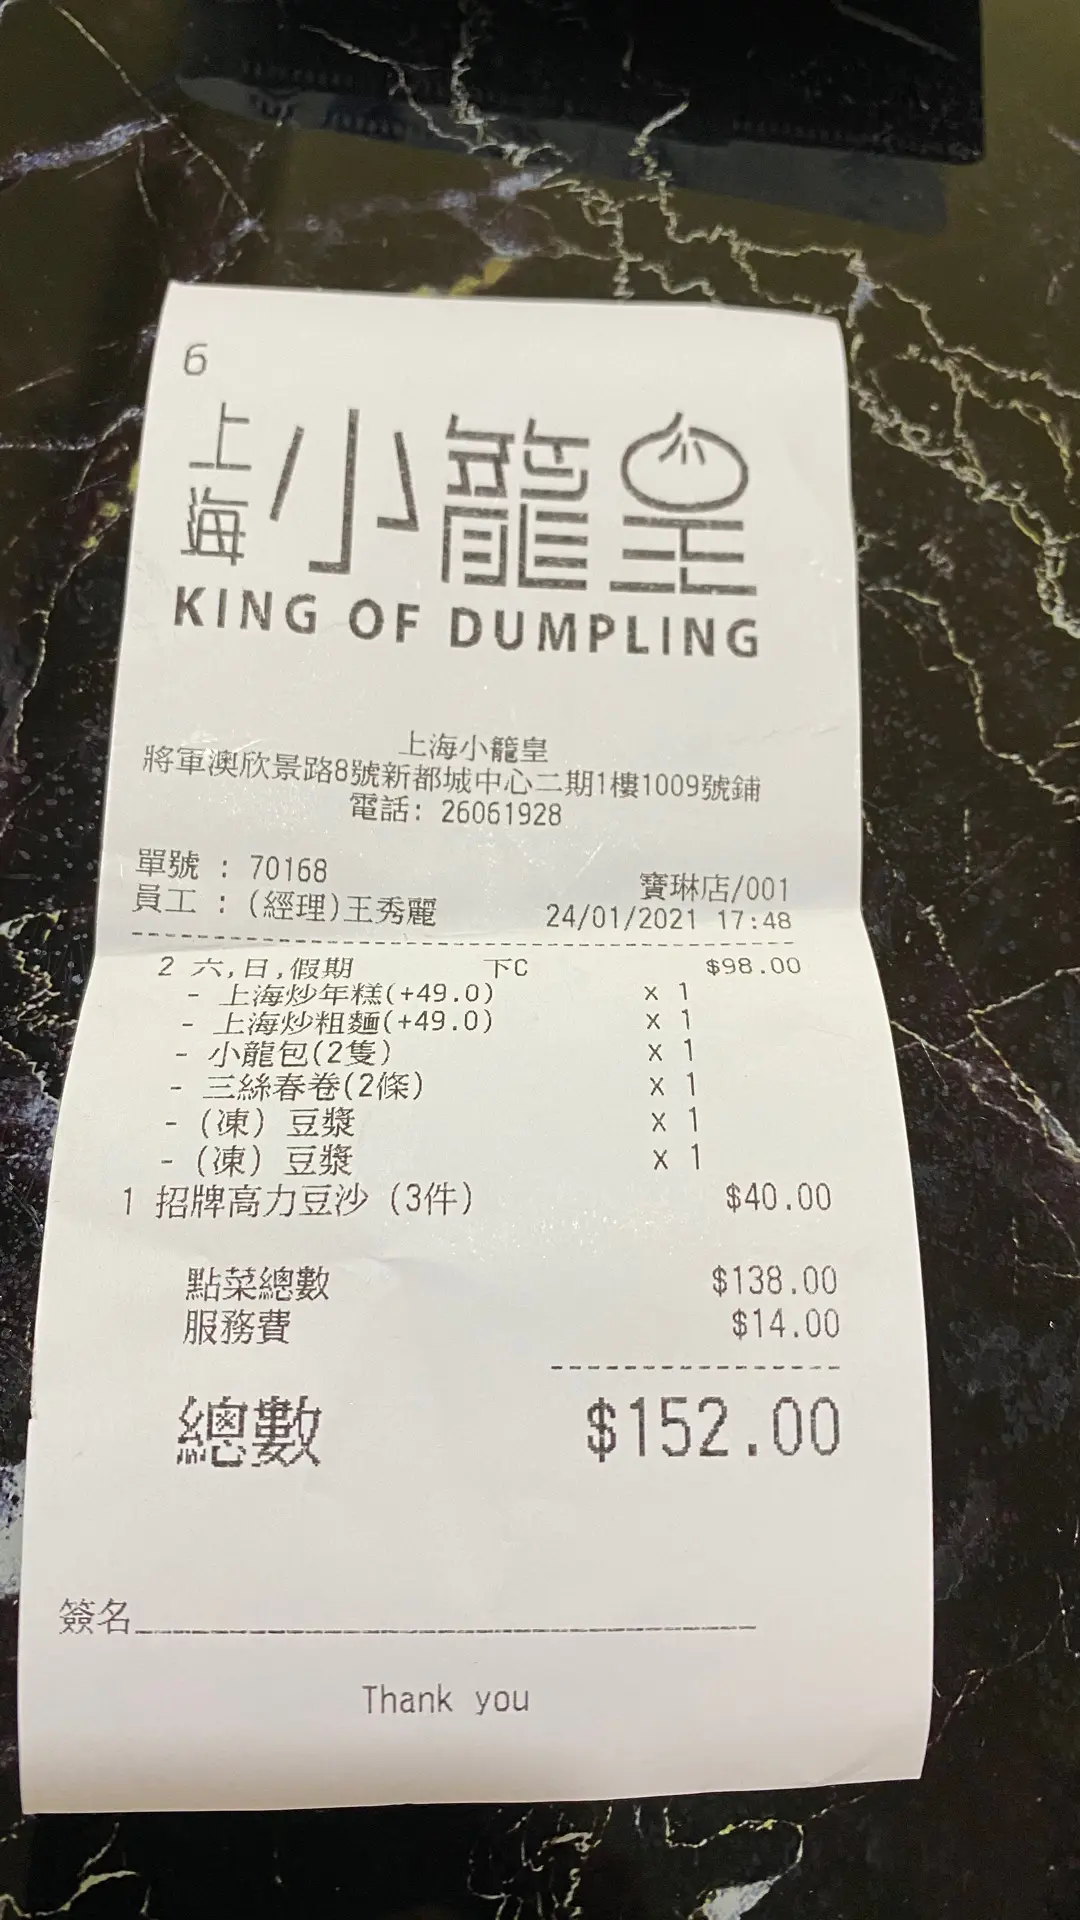 6
上海小籠皇
KING OF DUMPLING
上海小籠皇
將軍澳欣景路8號新都城中心二期1樓1009號鋪
電話: 26061928
單號 : 70168
寶琳店/001
員工 : (經理)王秀麗
24/01/2021 17:48
2 六,日,假期 下C $98.00
- 上海炒年糕(+49.0) x 1
- 上海炒粗麵(+49.0) x 1
- 小龍包(2隻) x 1
- 三絲春卷(2條) x 1
- (凍) 豆漿 x 1
- (凍) 豆漿 x 1
1 招牌高力豆沙 (3件) $40.00
點菜總數 $138.00
服務費 $14.00
總數 $152.00
簽名
Thank you